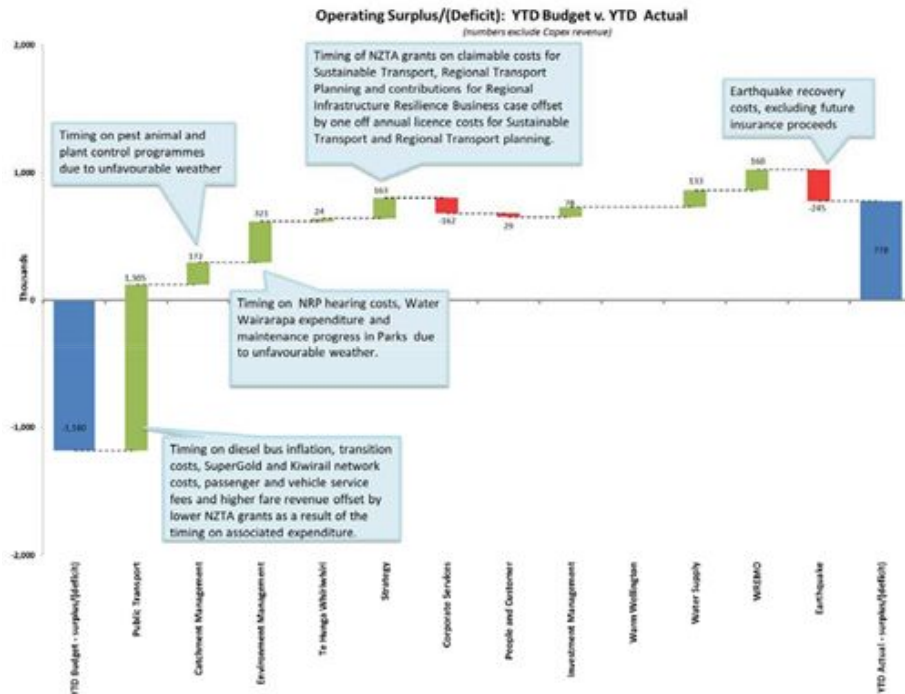 Operating Surplus/(Deficit): YTD Budget v. YTD Actual
(numbers exclude Capex revenue)
2,000
1,000
0
-1,000
-2,000
Thousands
Timing on pest animal and
plant control programmes
due to unfavourable weather
Timing of NZTA grants on claimable costs for
Sustainable Transport, Regional Transport
Planning and contributions for Regional
Infrastructure Resilience Business case offset
by one off annual licence costs for Sustainable
Transport and Regional Transport planning.
Earthquake recovery
costs, excluding future
insurance proceeds
Timing on NRP hearing costs, Water
Wairarapa expenditure and
maintenance progress in Parks due
to unfavourable weather.
Timing on diesel bus inflation, transition
costs, SuperGold and Kiwirail network
costs, passenger and vehicle service
fees and higher fare revenue offset by
lower NZTA grants as a result of the
timing on associated expenditure.
1,305
172
321
24
163
-162
29
133
160
-245
778
YTD Budget - surplus/(deficit)
Public Transport
Catchment Management
Environment Management
Te Hunga Whiriwhiri
Strategy
Corporate Services
People and Customer
Investment Management
Warm Wellington
Water Supply
WREMO
Earthquake
YTD Actual - surplus/(deficit)